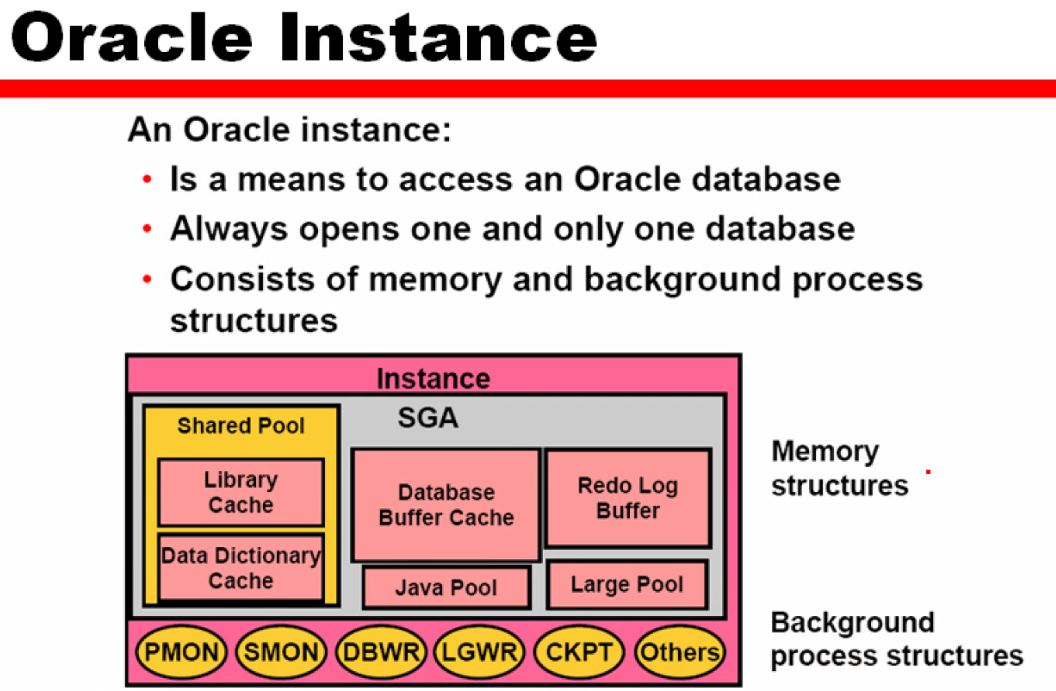 Oracle Instance
An Oracle instance:
• Is a means to access an Oracle database
• Always opens one and only one database
• Consists of memory and background process
structures
Instance
SGA
Shared Pool
Library
Cache
Data Dictionary
Cache
Database
Buffer Cache
Redo Log
Buffer
Java Pool
Large Pool
Memory
structures
PMON
SMON
DBWR
LGWR
CKPT
Others
Background
process structures